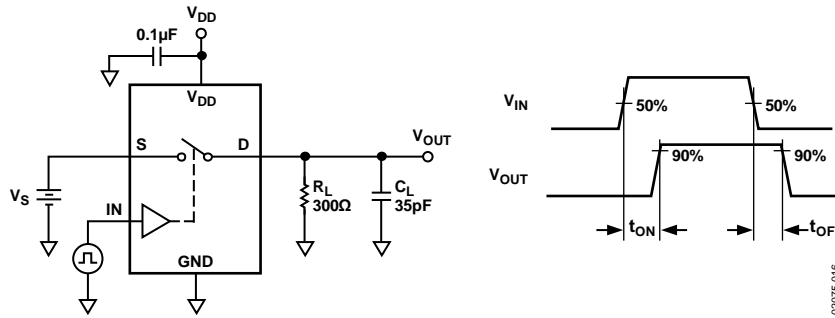 V_DD V_DD
0.1µF
V_DD
S D V_OUT
V_S
IN
R_L
300Ω
C_L
35pF
GND
V_IN
50% 50%
V_OUT
90% 90%
t_ON t_OF